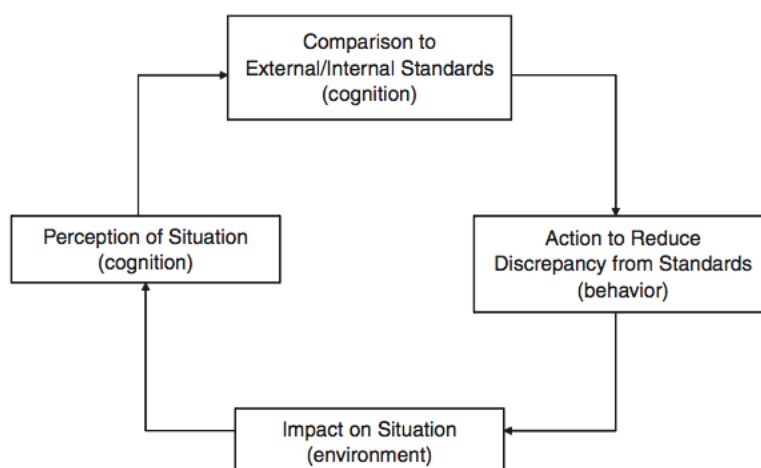 Comparison to
External/Internal Standards
(cognition)
Perception of Situation
(cognition)
Action to Reduce
Discrepancy from Standards
(behavior)
Impact on Situation
(environment)